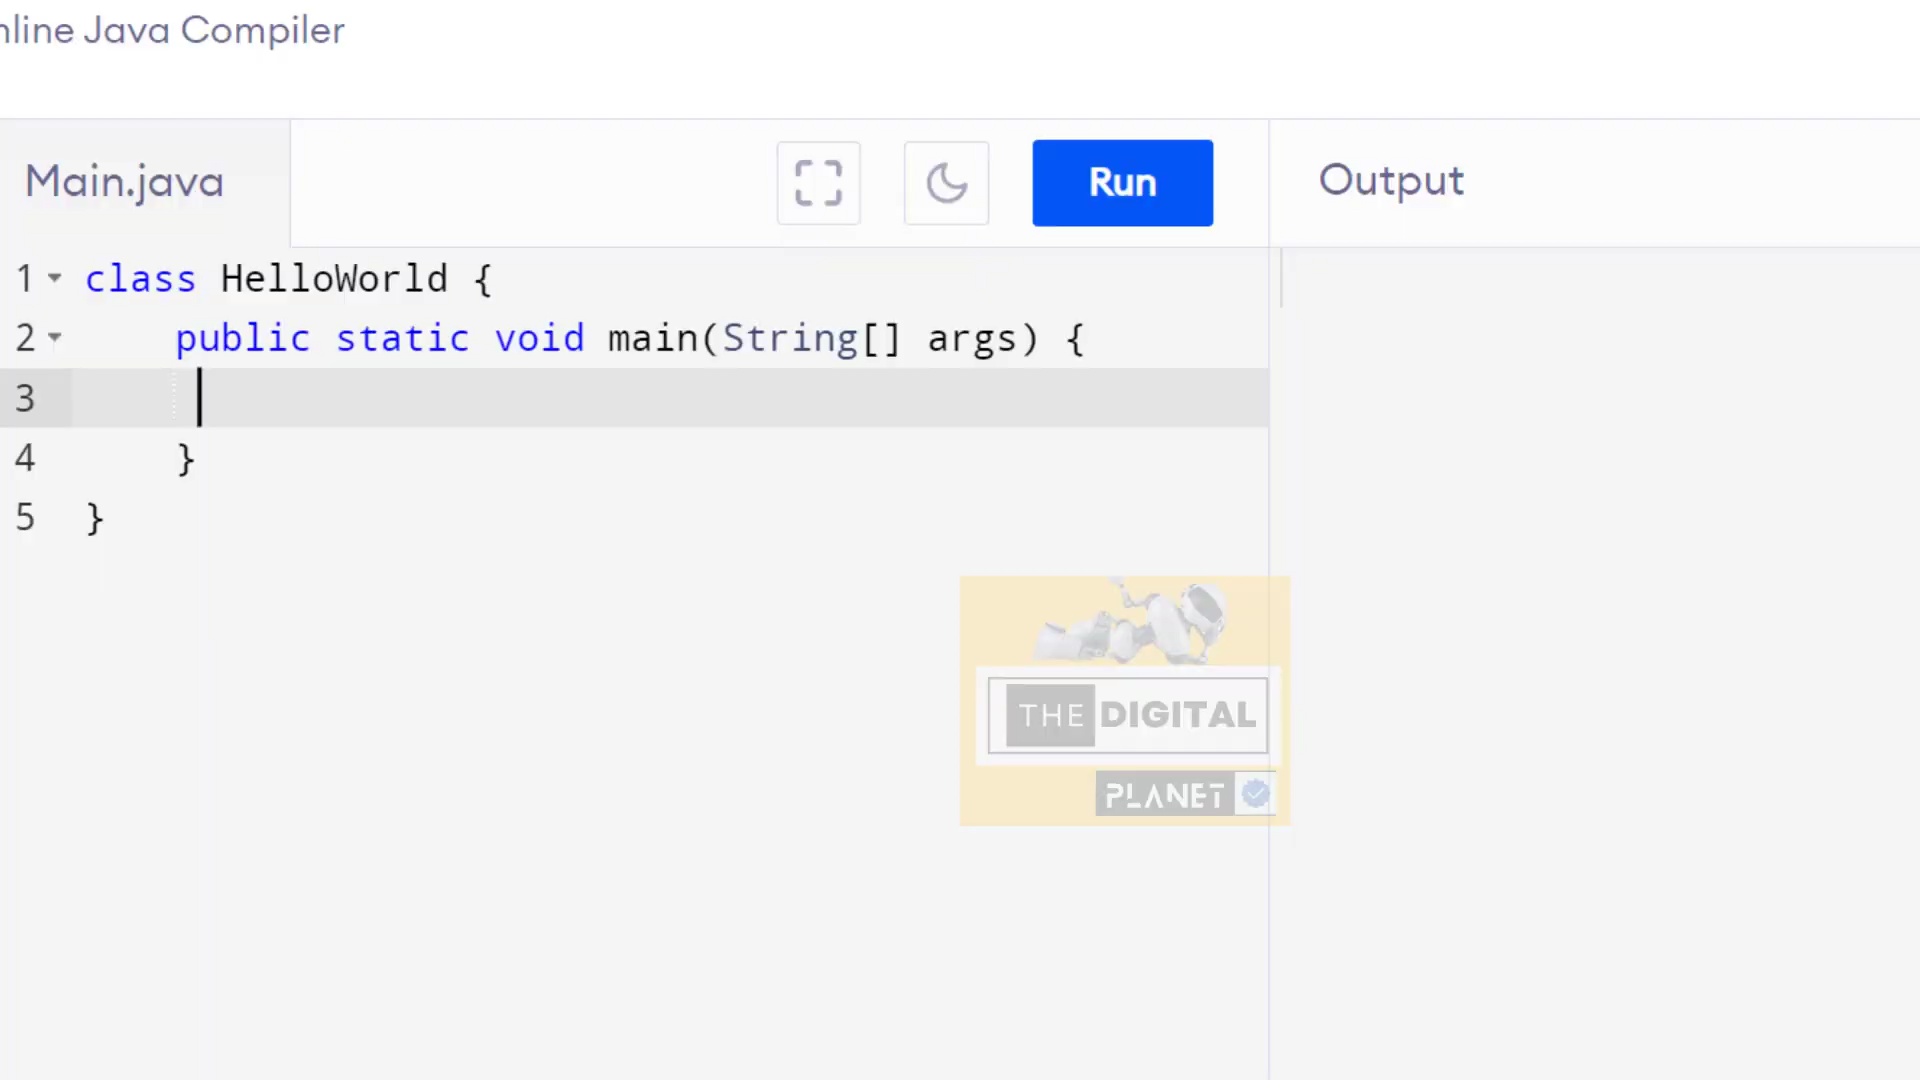 nline Java Compiler
Main.java
Run
Output
1 class HelloWorld {
2 public static void main(String[] args) {
3
4 }
5 }
THE DIGITAL
PLANET